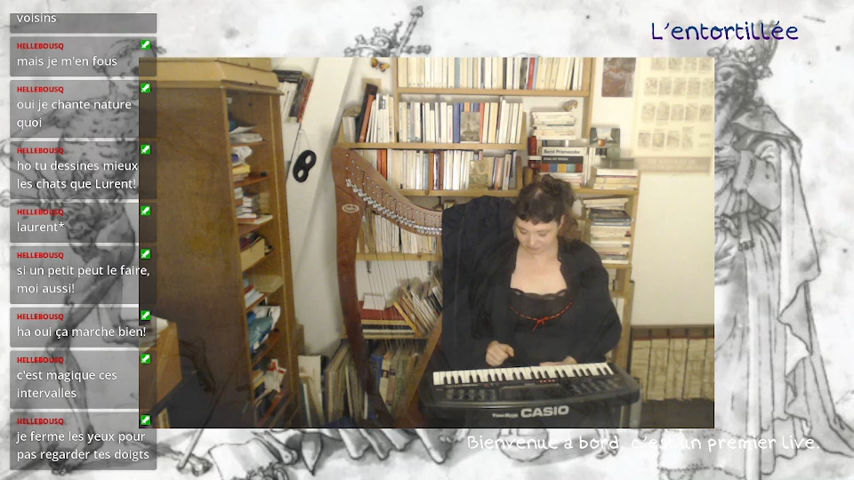 voisins
HELLEBOUSQ
mais je m'en fous
HELLEBOUSQ
oui je chante nature
quoi
HELLEBOUSQ
ho tu dessines mieux
les chats que Lurent!
HELLEBOUSQ
laurent*
HELLEBOUSQ
si un petit peut le faire,
moi aussi!
HELLEBOUSQ
ha oui ça marche bien!
HELLEBOUSQ
c'est magique ces
intervalles
HELLEBOUSQ
je ferme les yeux pour
pas regarder tes doigts
L'entortillée
CASIO
Bienvenue à bord, c'est un premier live.